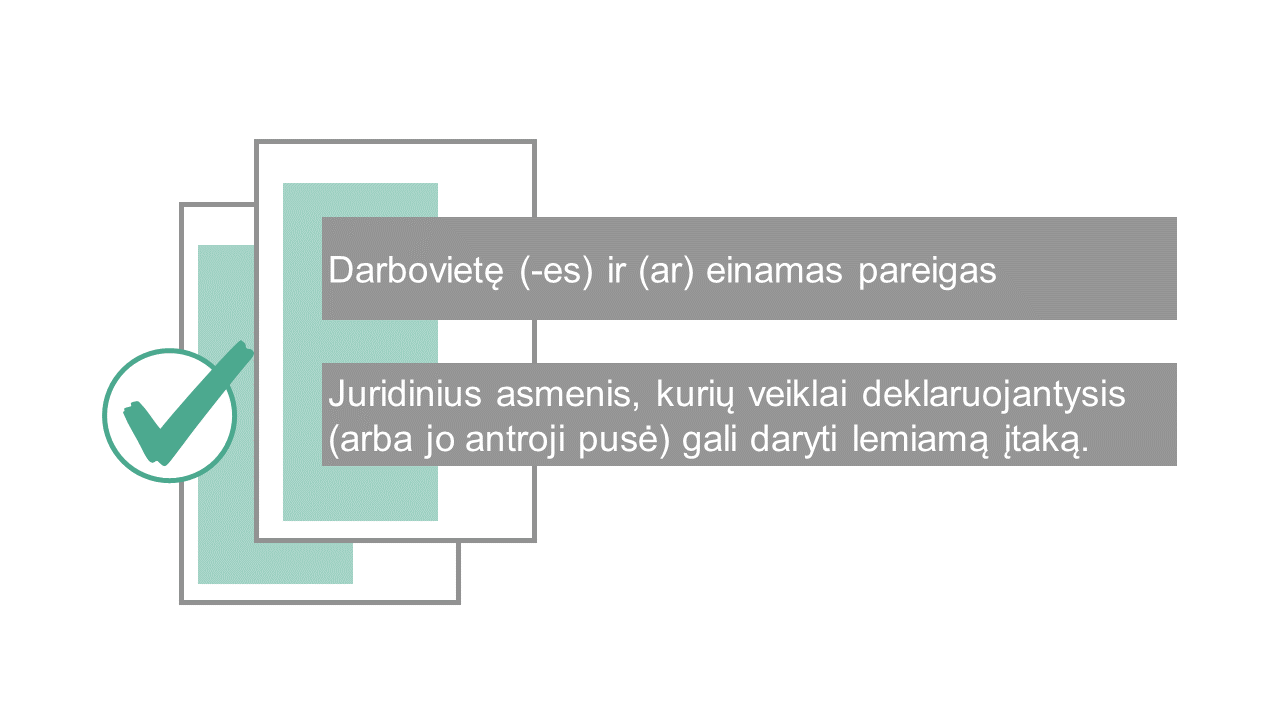 Darbovietę (-es) ir (ar) einamas pareigas
Juridinius asmenis, kurių veiklai deklaruojantysis
(arba jo antroji pusė) gali daryti lemiamą įtaką.